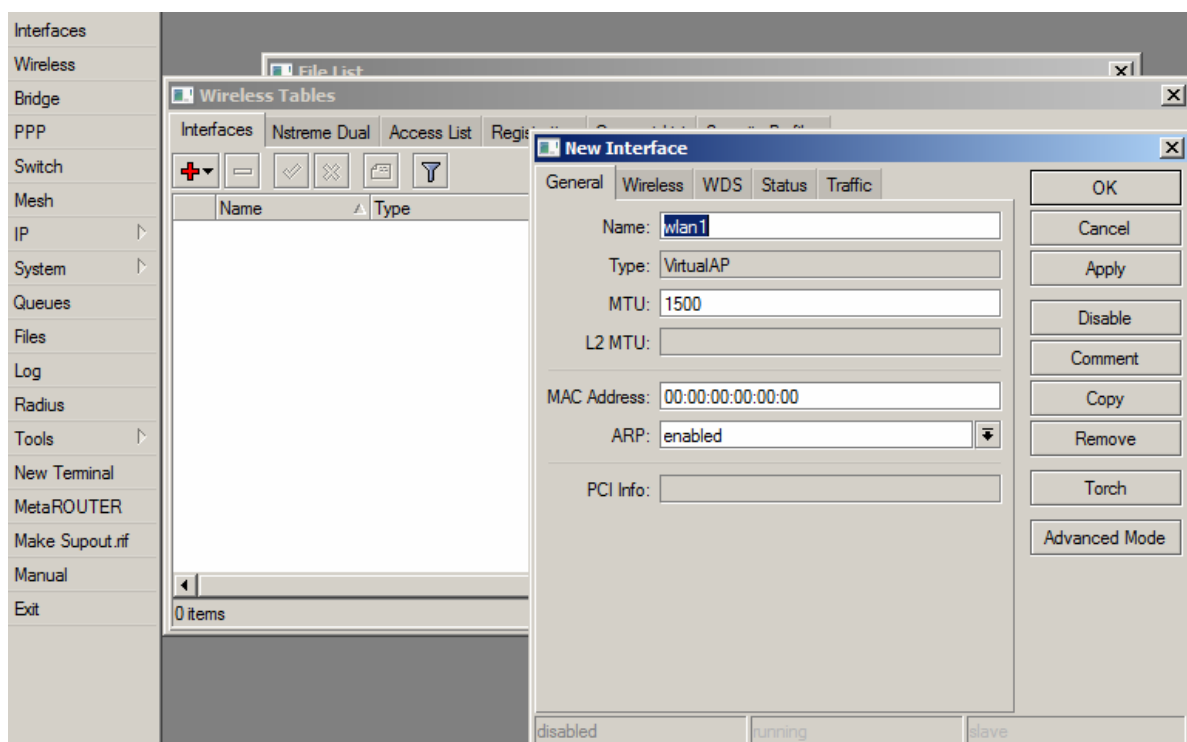 Interfaces
Wireless
Bridge
PPP
Switch
Mesh
IP
System
Queues
Files
Log
Radius
Tools
New Terminal
MetaROUTER
Make Supout.rif
Manual
Exit
File List
Wireless Tables
Interfaces Nstreme Dual Access List
Name Type
0 items
New Interface
General Wireless WDS Status Traffic
Name: wlan1
Type: VirtualAP
MTU: 1500
L2 MTU:
MAC Address: 00:00:00:00:00:00
ARP: enabled
PCI Info:
OK
Cancel
Apply
Disable
Comment
Copy
Remove
Torch
Advanced Mode
disabled running slave